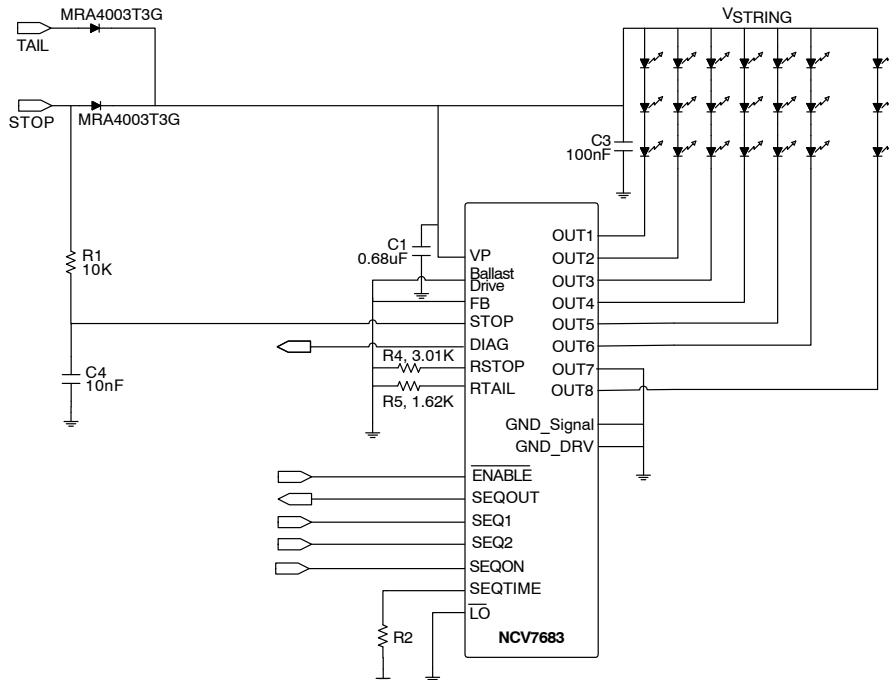 MRA4003T3G
TAIL
VSTRING
STOP
MRA4003T3G
C3
100nF
R1
10K
C1
0.68uF
C4
10nF
VP
Ballast
Drive
FB
STOP
DIAG
R4, 3.01K
RSTOP
RTAIL
R5, 1.62K
ENABLE
SEQOUT
SEQ1
SEQ2
SEQON
SEQTIME
LO
R2
NCV7683
OUT1
OUT2
OUT3
OUT4
OUT5
OUT6
OUT7
OUT8
GND_Signal
GND_DRV